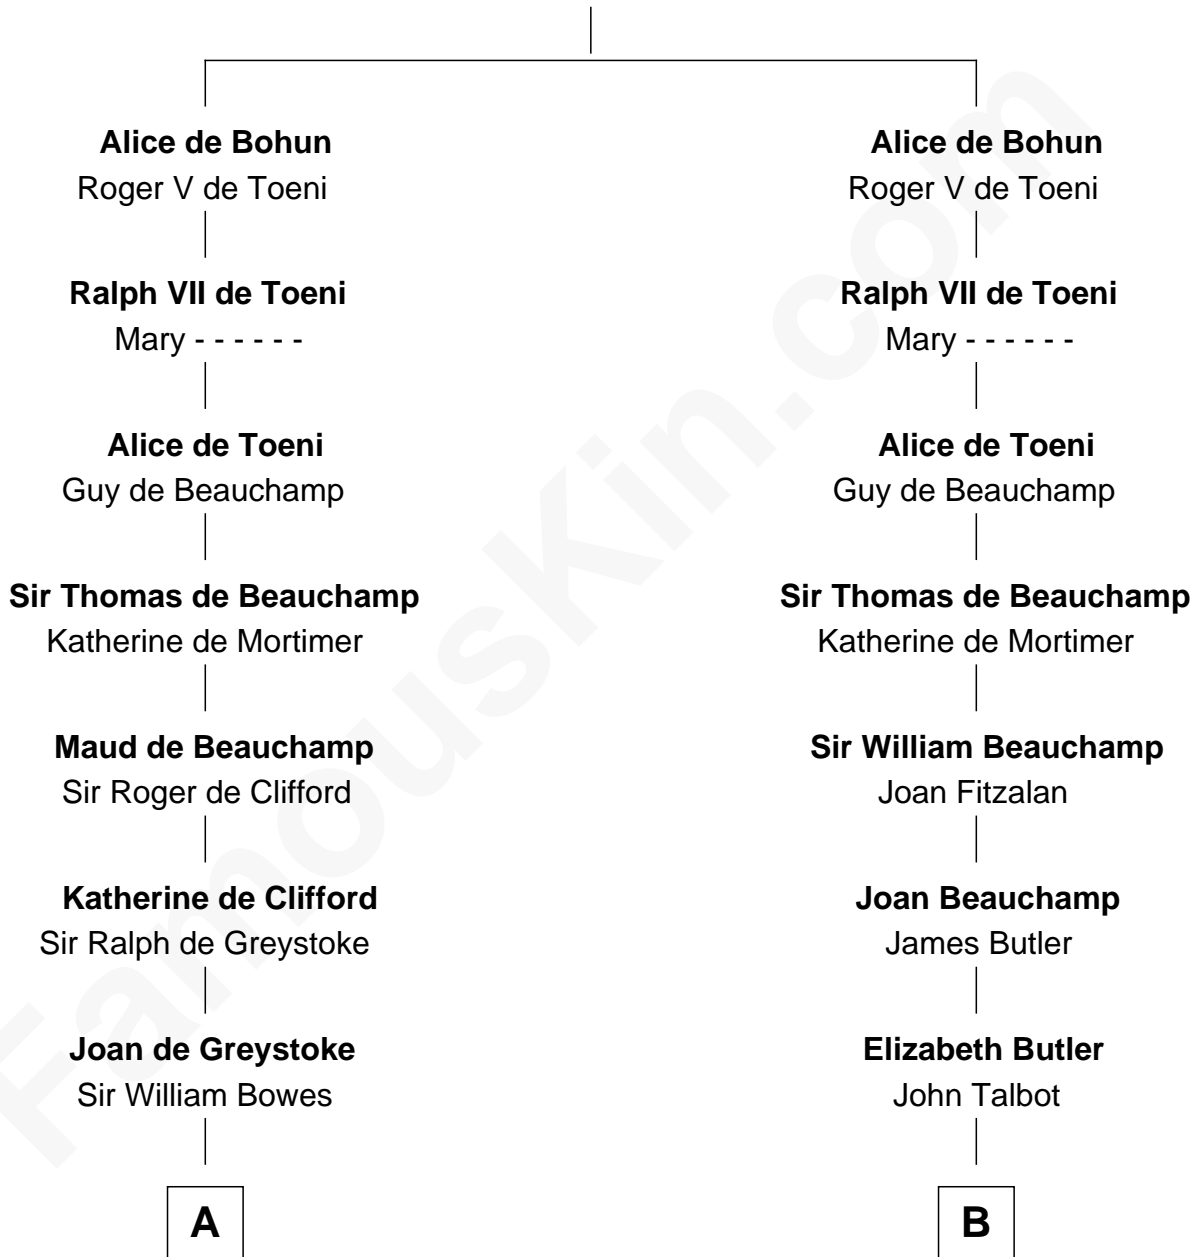 Alice de Bohun
Roger V de Toeni
Ralph VII de Toeni
Mary - - - - - -
Alice de Toeni
Guy de Beauchamp
Sir Thomas de Beauchamp
Katherine de Mortimer
Maud de Beauchamp
Sir Roger de Clifford
Katherine de Clifford
Sir Ralph de Greystoke
Joan de Greystoke
Sir William Bowes
A
Alice de Bohun
Roger V de Toeni
Ralph VII de Toeni
Mary - - - - - -
Alice de Toeni
Guy de Beauchamp
Sir Thomas de Beauchamp
Katherine de Mortimer
Sir William Beauchamp
Joan Fitzalan
Joan Beauchamp
James Butler
Elizabeth Butler
John Talbot
B
FamousKin.com